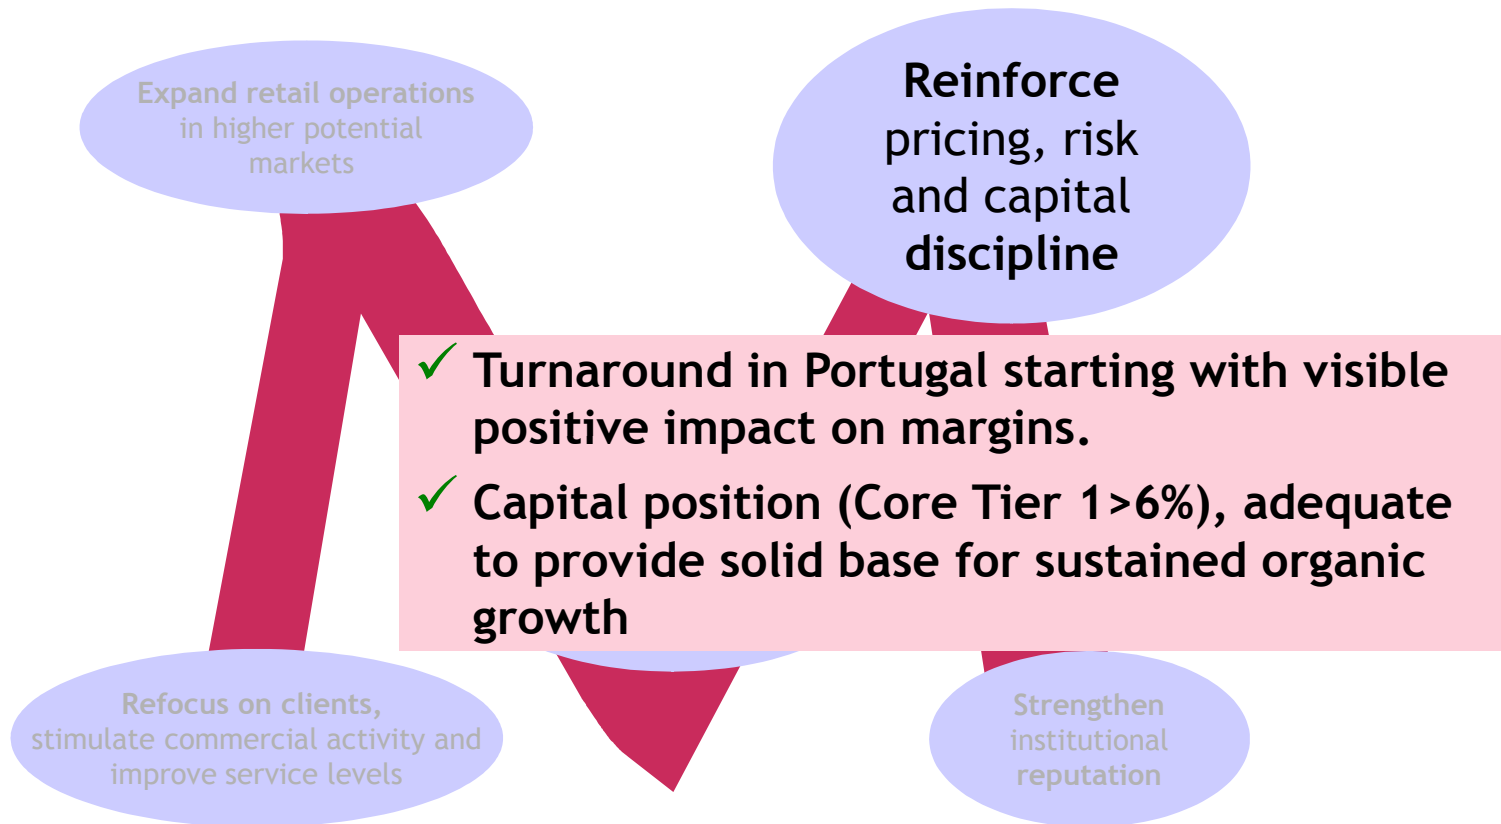 Expand retail operations
in higher potential
markets
Reinforce
pricing, risk
and capital
discipline
✓ Turnaround in Portugal starting with visible
positive impact on margins.
✓ Capital position (Core Tier 1>6%), adequate
to provide solid base for sustained organic
growth
Refocus on clients,
stimulate commercial activity and
improve service levels
Strengthen
institutional
reputation